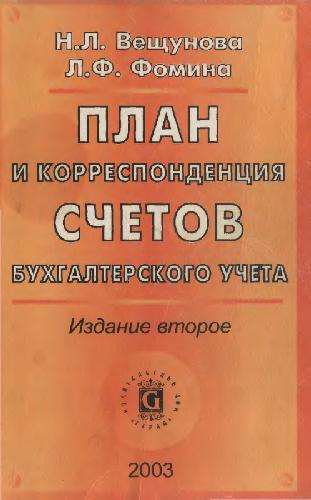 Н.Л. Вещунова
Л.Ф. Фомина
ПЛАН
И КОРРЕСПОНДЕНЦИЯ
СЧЕТОВ
БУХГАЛТЕРСКОГО УЧЕТА
Издание второе
G
2003